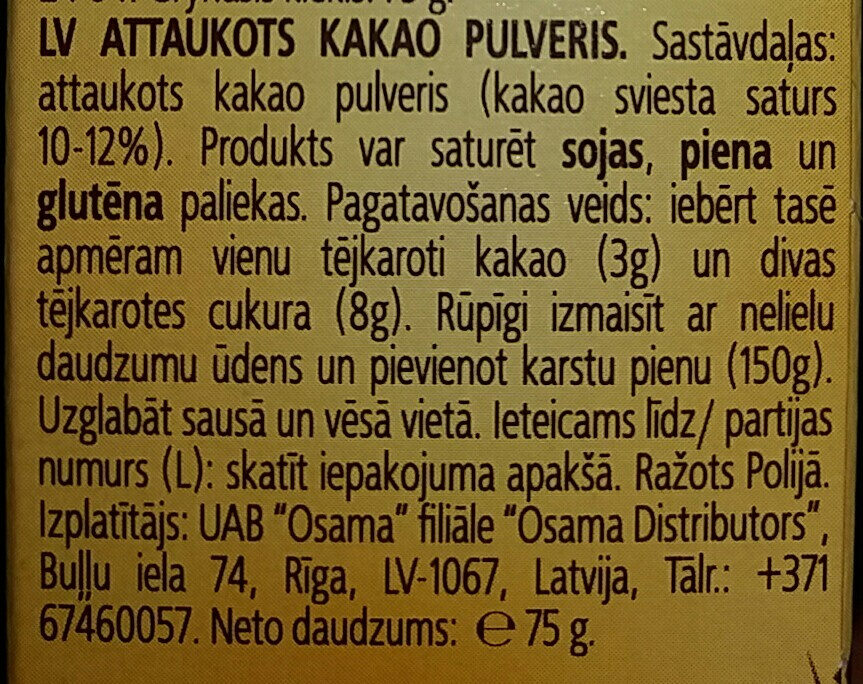 LV ATTAUKOTS KAKAO PULVERIS. Sastāvdaļas:
attaukots kakao pulveris (kakao sviesta saturs
10-12%). Produkts var saturēt sojas, piena un
glutēna paliekas. Pagatavošanas veids: iebērt tasē
apmēram vienu tējkaroti kakao (3g) un divas
tējkarotes cukura (8g). Rūpīgi izmaisīt ar nelielu
daudzumu ūdens un pievienot karstu pienu (150g).
Uzglabāt sausā un vēsā vietā. Ieteicams līdz/ partijas
numurs (L): skatīt iepakojuma apakšā. Ražots Polijā.
Izplatītājs: UAB "Osama" filiāle "Osama Distributors",
Buļļu iela 74, Rīga, LV-1067, Latvija, Tālr.: +371
67460057. Neto daudzums: ℮ 75 g.